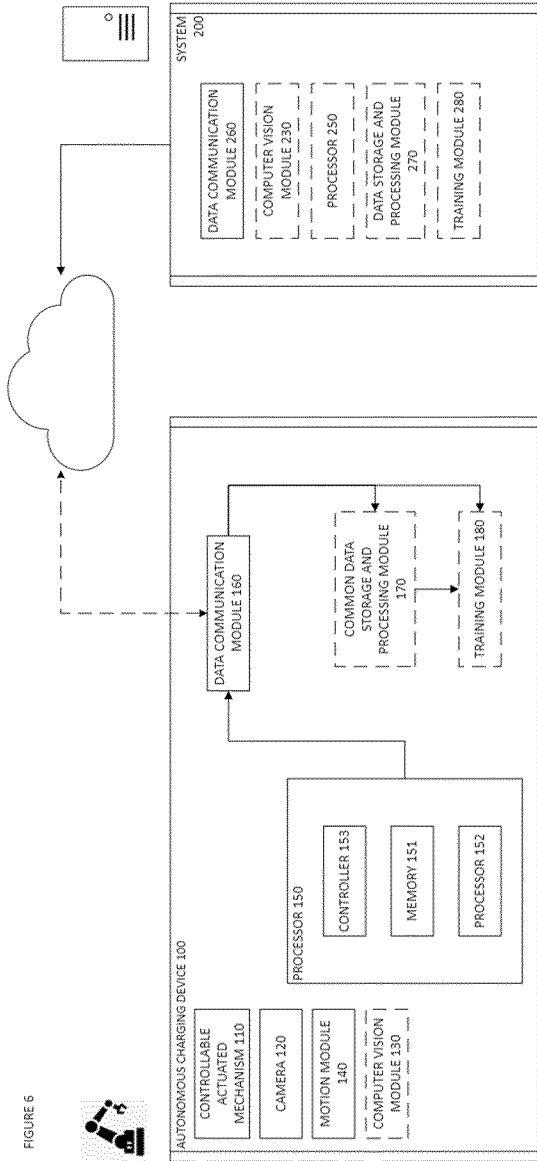 FIGURE 6
AUTONOMOUS CHARGING DEVICE 100
CONTROLLABLE
ACTUATED
MECHANISM 110
CAMERA 120
MOTION MODULE
140
COMPUTER VISION
MODULE 130
PROCESSOR 150
CONTROLLER 153
MEMORY 151
PROCESSOR 152
DATA COMMUNICATION
MODULE 160
COMMON DATA
STORAGE AND
PROCESSING MODULE
170
TRAINING MODULE 180
SYSTEM
200
DATA COMMUNICATION
MODULE 260
COMPUTER VISION
MODULE 230
PROCESSOR 250
DATA STORAGE AND
PROCESSING MODULE
270
TRAINING MODULE 280